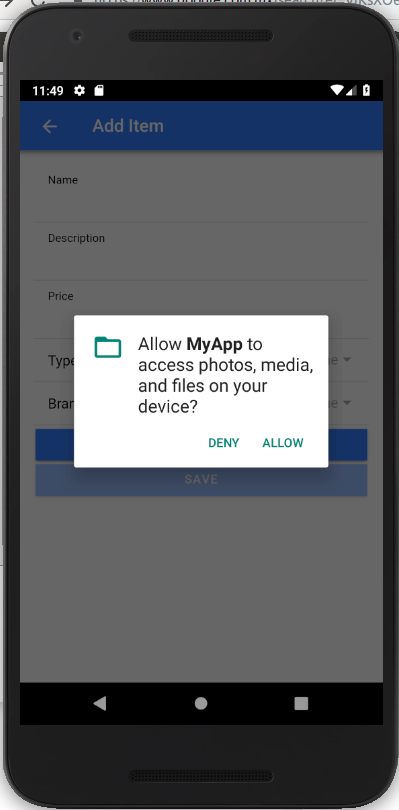 11:49
Add Item
Name
Description
Price
Allow MyApp to
access photos, media,
and files on your
device?
Type
DENY ALLOW
SAVE